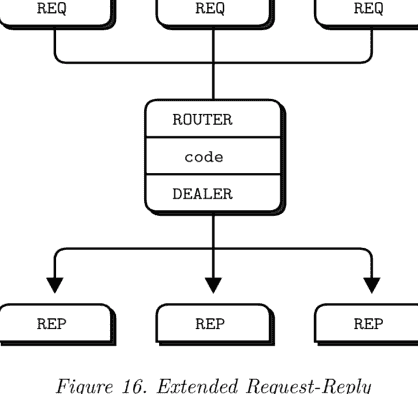 REQ REQ REQ
ROUTER
code
DEALER
REP REP REP
Figure 16. Extended Request-Reply